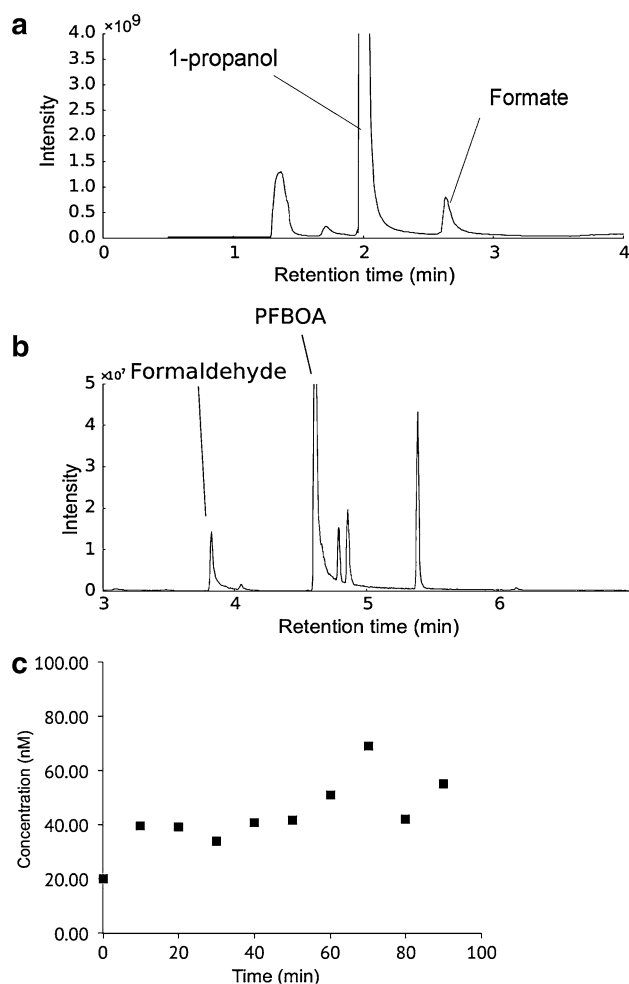 a
×10⁹
4.0
3.5
3.0
2.5
2.0
1.5
1.0
0.5
0.0
Intensity
1-propanol
Formate
0 1 2 3 4
Retention time (min)
b
PFBOA
×10⁷ Formaldehyde
5
4
3
2
1
0
Intensity
3 4 5 6
Retention time (min)
c
100.00
80.00
60.00
40.00
20.00
0.00
Concentration (nM)
0 20 40 60 80 100
Time (min)